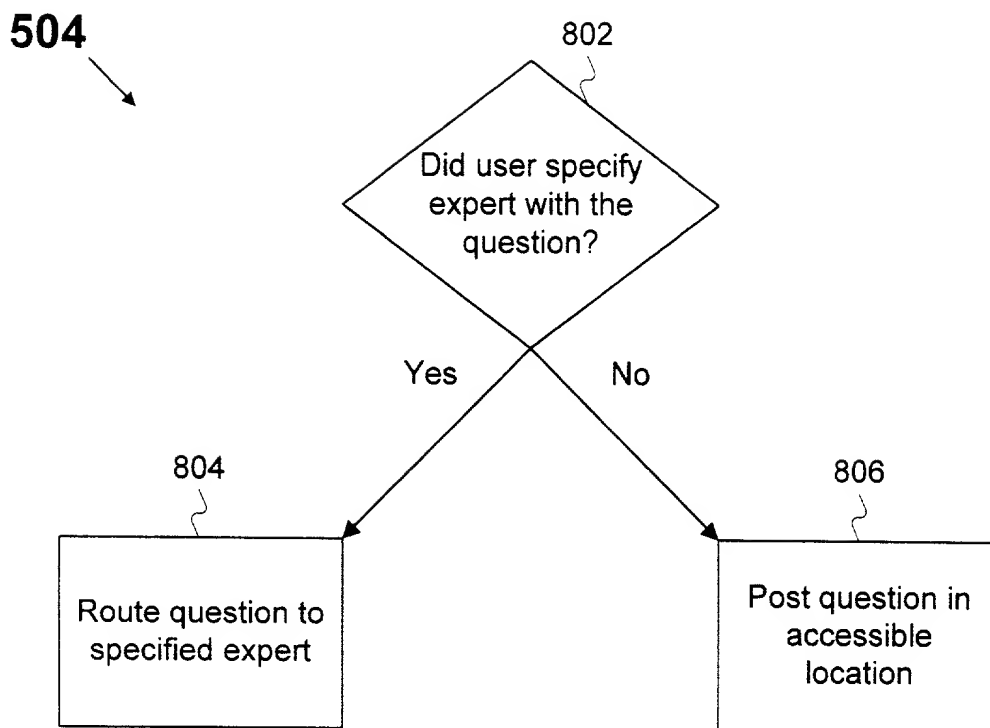 504
802
Did user specify
expert with the
question?
Yes
No
804
806
Route question to
specified expert
Post question in
accessible
location